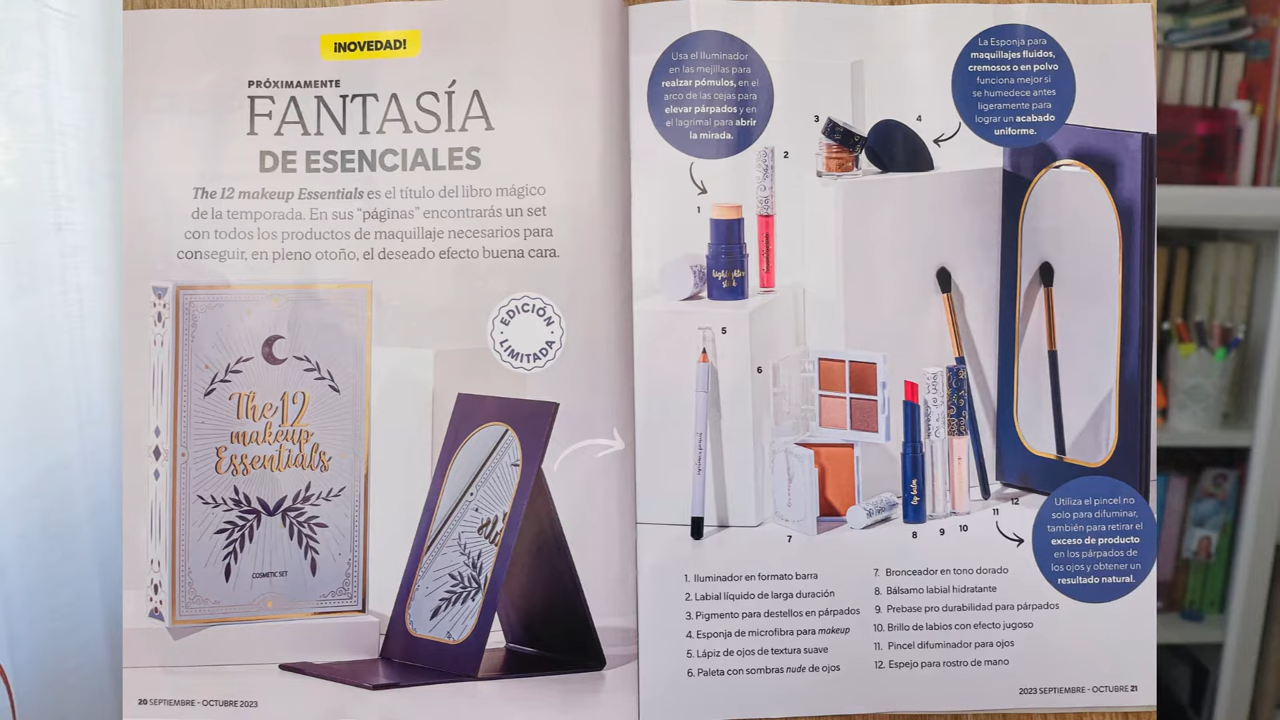 ¡NOVEDAD!
PRÓXIMAMENTE
FANTASÍA
DE ESENCIALES
The 12 makeup Essentials es el título del libro mágico
de la temporada. En sus “páginas” encontrarás un set
con todos los productos de maquillaje necesarios para
conseguir, en pleno otoño, el deseado efecto buena cara.
EDICIÓN
LIMITADA
The 12
makeup
Essentials
COSMETIC SET
20 SEPTIEMBRE - OCTUBRE 2023
Usa el Iluminador
en las mejillas para
realzar pómulos, en el
arco de las cejas para
elevar párpados y en
el lagrimal para abrir
la mirada.
La Esponja para
maquillajes fluidos,
cremosos o en polvo
funciona mejor si
se humedece antes
ligeramente para
lograr un acabado
uniforme.
1
2
3
4
5
6
7
8
9
10
11
12
highlighter
stick
lip balm
Utiliza el pincel no
solo para difuminar,
también para retirar el
exceso de producto
en los párpados de
los ojos y obtener un
resultado natural.
1. Iluminador en formato barra
2. Labial líquido de larga duración
3. Pigmento para destellos en párpados
4. Esponja de microfibra para makeup
5. Lápiz de ojos de textura suave
6. Paleta con sombras nude de ojos
7. Bronceador en tono dorado
8. Bálsamo labial hidratante
9. Prebase pro durabilidad para párpados
10. Brillo de labios con efecto jugoso
11. Pincel difuminador para ojos
12. Espejo para rostro de mano
2023 SEPTIEMBRE - OCTUBRE 21